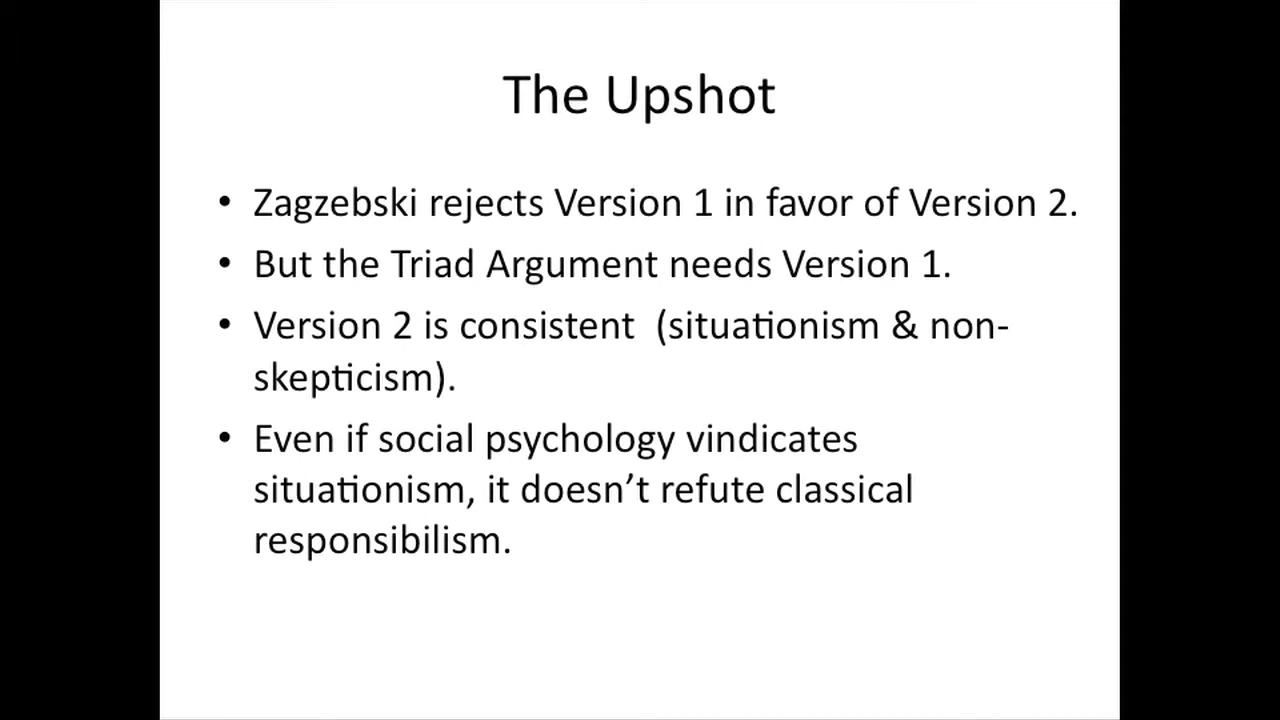 The Upshot
• Zagzebski rejects Version 1 in favor of Version 2.
• But the Triad Argument needs Version 1.
• Version 2 is consistent  (situationism & non-
skepticism).
• Even if social psychology vindicates
situationism, it doesn’t refute classical
responsibilism.